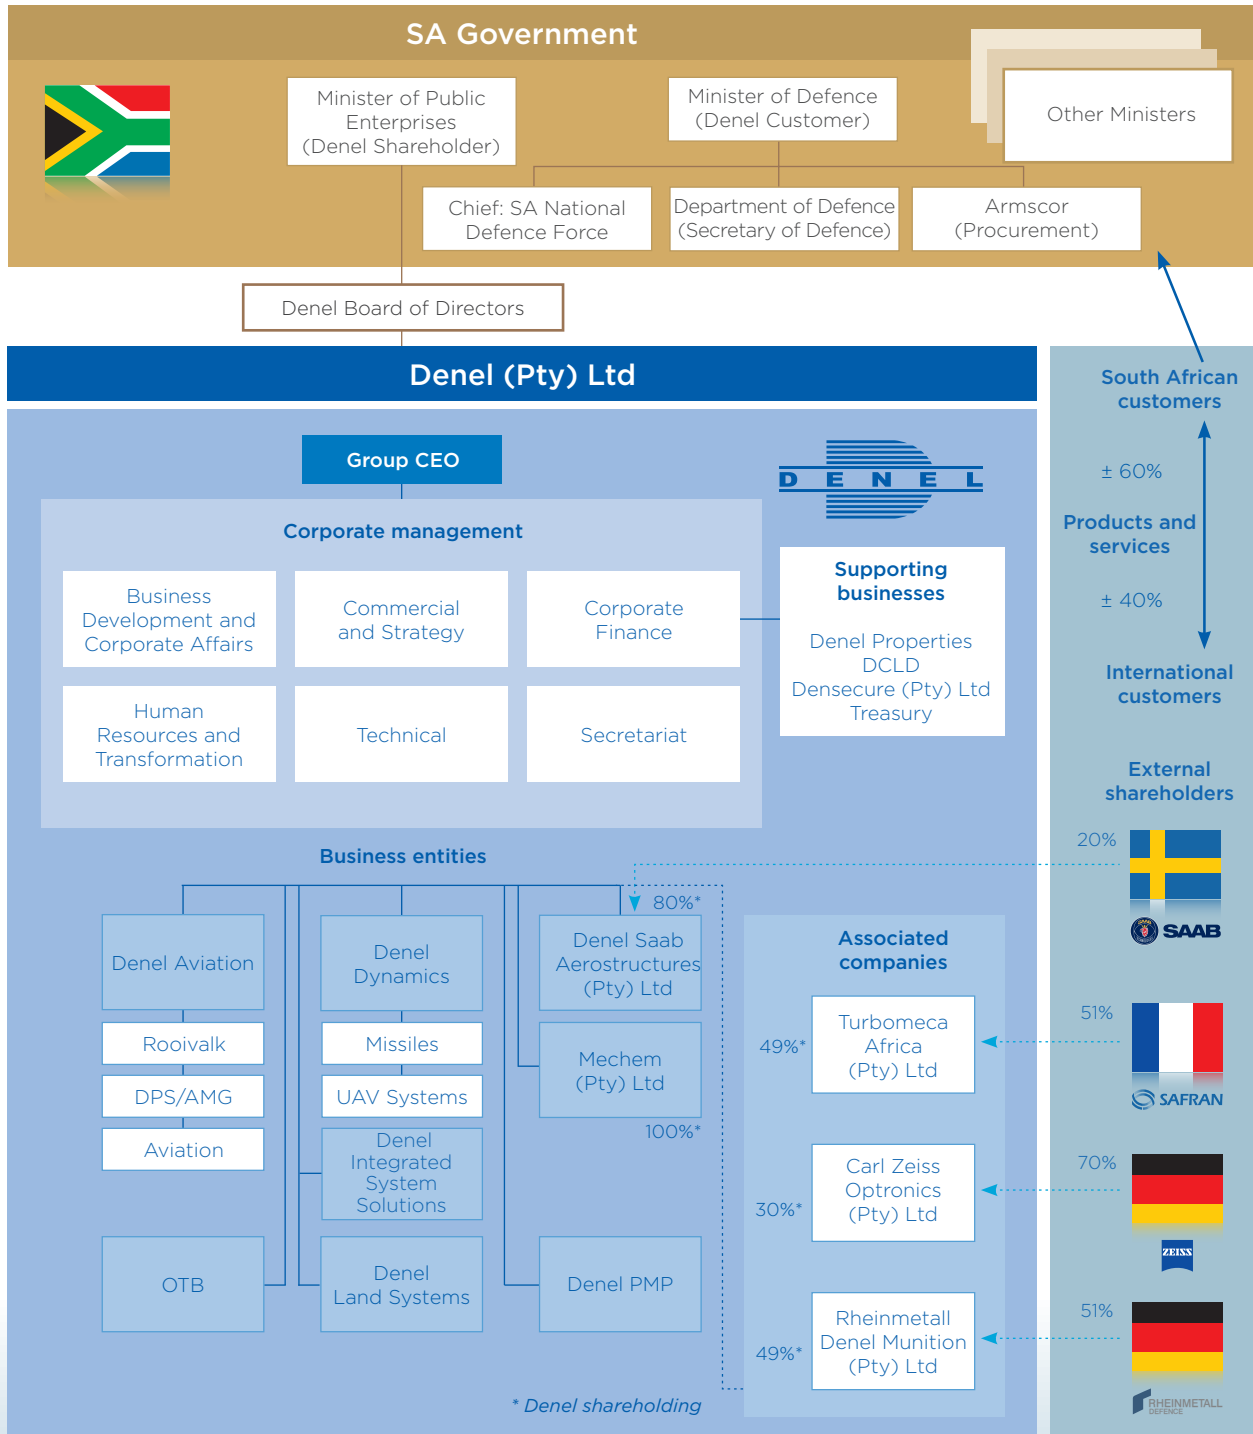 SA Government
Minister of Public
Enterprises
(Denel Shareholder)
Minister of Defence
(Denel Customer)
Other Ministers
Chief: SA National
Defence Force
Department of Defence
(Secretary of Defence)
Armscor
(Procurement)
Denel Board of Directors
Denel (Pty) Ltd
Group CEO
DENEL
Corporate management
Business
Development and
Corporate Affairs
Commercial
and Strategy
Corporate
Finance
Human
Resources and
Transformation
Technical
Secretariat
Supporting
businesses
Denel Properties
DCLD
Densecure (Pty) Ltd
Treasury
South African
customers
± 60%
Products and
services
± 40%
International
customers
External
shareholders
Business entities
Denel Aviation
Rooivalk
DPS/AMG
Aviation
OTB
Denel
Dynamics
Missiles
UAV Systems
Denel
Integrated
System
Solutions
Denel
Land Systems
80%*
Denel Saab
Aerostructures
(Pty) Ltd
Mechem
(Pty) Ltd
100%*
Denel PMP
Associated
companies
49%*
Turbomeca
Africa
(Pty) Ltd
30%*
Carl Zeiss
Optronics
(Pty) Ltd
49%*
Rheinmetall
Denel Munition
(Pty) Ltd
* Denel shareholding
20%
SAAB
51%
SAFRAN
70%
ZEISS
51%
RHEINMETALL
DEFENCE